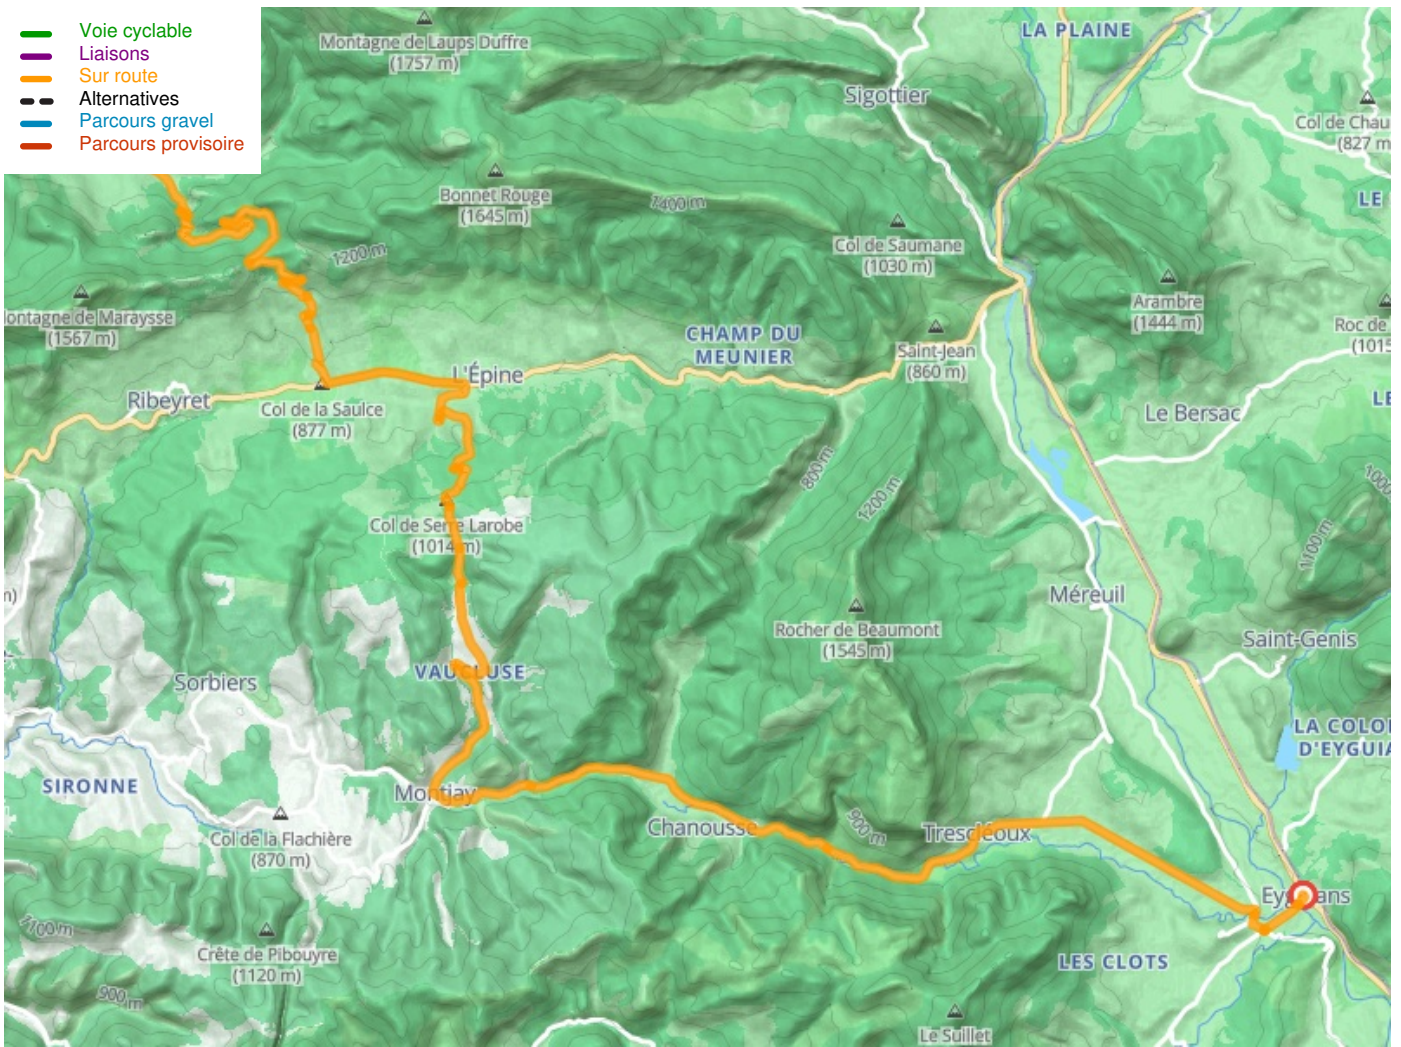 Voie cyclable
Liaisons
Sur route
Alternatives
Parcours gravel
Parcours provisoire
Montagne de Laups Duffre
(1757 m)
LA PLAINE
Sigottier
Col de Chau
(827 m
Bonnet Rouge
(1645 m)
1400 m
LE
Col de Saumane
(1030 m)
1200 m
Arambre
(1444 m)
ontagne de Maraysse
(1567 m)
Roc de
(1015
CHAMP DU
MEUNIER
Saint-Jean
(860 m)
L'Épine
Ribeyret
Col de la Saulce
(877 m)
LE
Le Bersac
800 m
1200 m
1000
Col de Serre Larobe
(1014 m)
1100 m
n)
Méreuil
Rocher de Beaumont
(1545 m)
Saint-Genis
VAUCLUSE
Sorbiers
LA COLO
D'EYGUIA
SIRONNE
Montjay
Col de la Flachière
(870 m)
Chanousse
900 m
Trescléoux
Eyguians
1100 m
Crête de Pibouyre
(1120 m)
LES CLOTS
900 m
Le Suillet